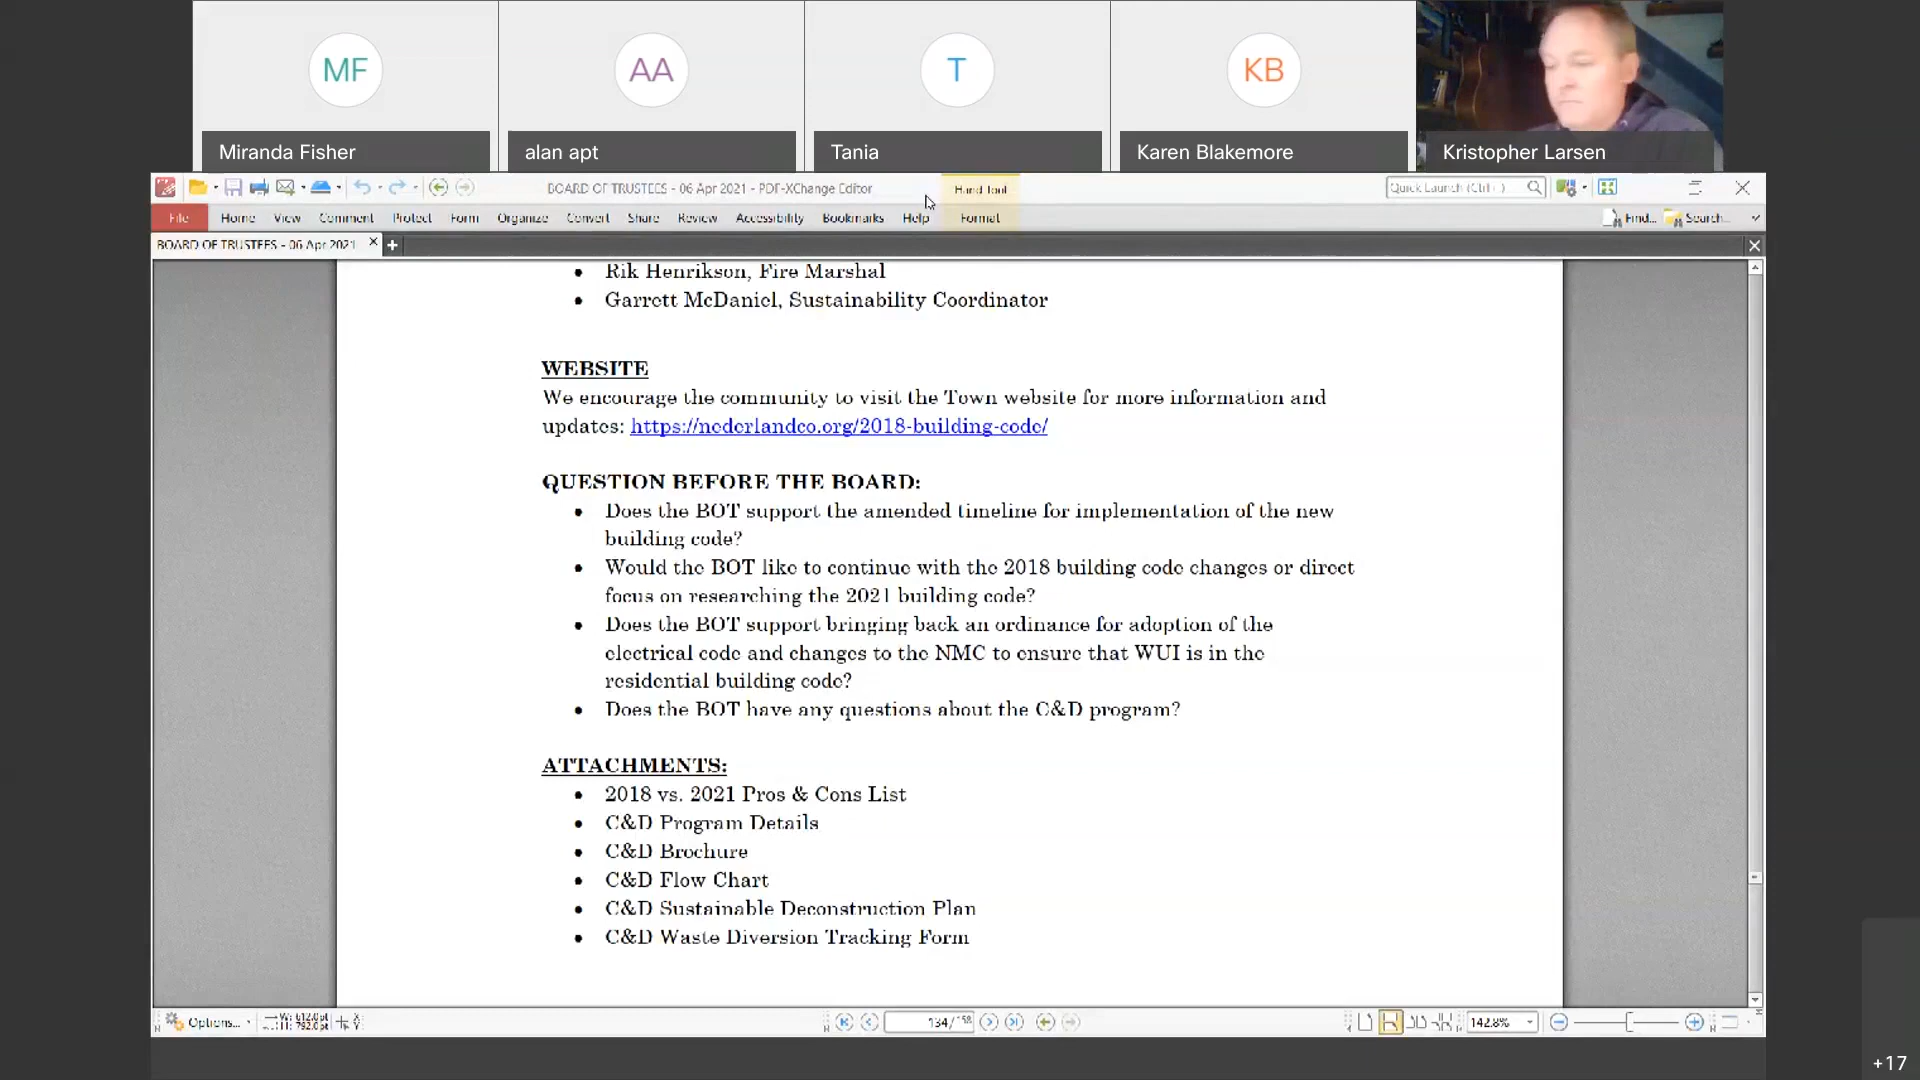 MF
AA
T
KB
Miranda Fisher
alan apt
Tania
Karen Blakemore
Kristopher Larsen
BOARD OF TRUSTEES - 06 Apr 2021 - PDF-XChange Editor
Hand Tool
Quick Launch (Ctrl+.)
File
Home
View
Comment
Protect
Form
Organize
Convert
Share
Review
Accessibility
Bookmarks
Help
Format
Find...
Search...
BOARD OF TRUSTEES - 06 Apr 2021
• Rik Henrikson, Fire Marshal
• Garrett McDaniel, Sustainability Coordinator
WEBSITE
We encourage the community to visit the Town website for more information and
updates: https://nederlandco.org/2018-building-code/
QUESTION BEFORE THE BOARD:
• Does the BOT support the amended timeline for implementation of the new
building code?
• Would the BOT like to continue with the 2018 building code changes or direct
focus on researching the 2021 building code?
• Does the BOT support bringing back an ordinance for adoption of the
electrical code and changes to the NMC to ensure that WUI is in the
residential building code?
• Does the BOT have any questions about the C&D program?
ATTACHMENTS:
• 2018 vs. 2021 Pros & Cons List
• C&D Program Details
• C&D Brochure
• C&D Flow Chart
• C&D Sustainable Deconstruction Plan
• C&D Waste Diversion Tracking Form
Options...
W: 612.0pt
H: 792.0pt
X:
Y:
134 / 158
142.8%
+17